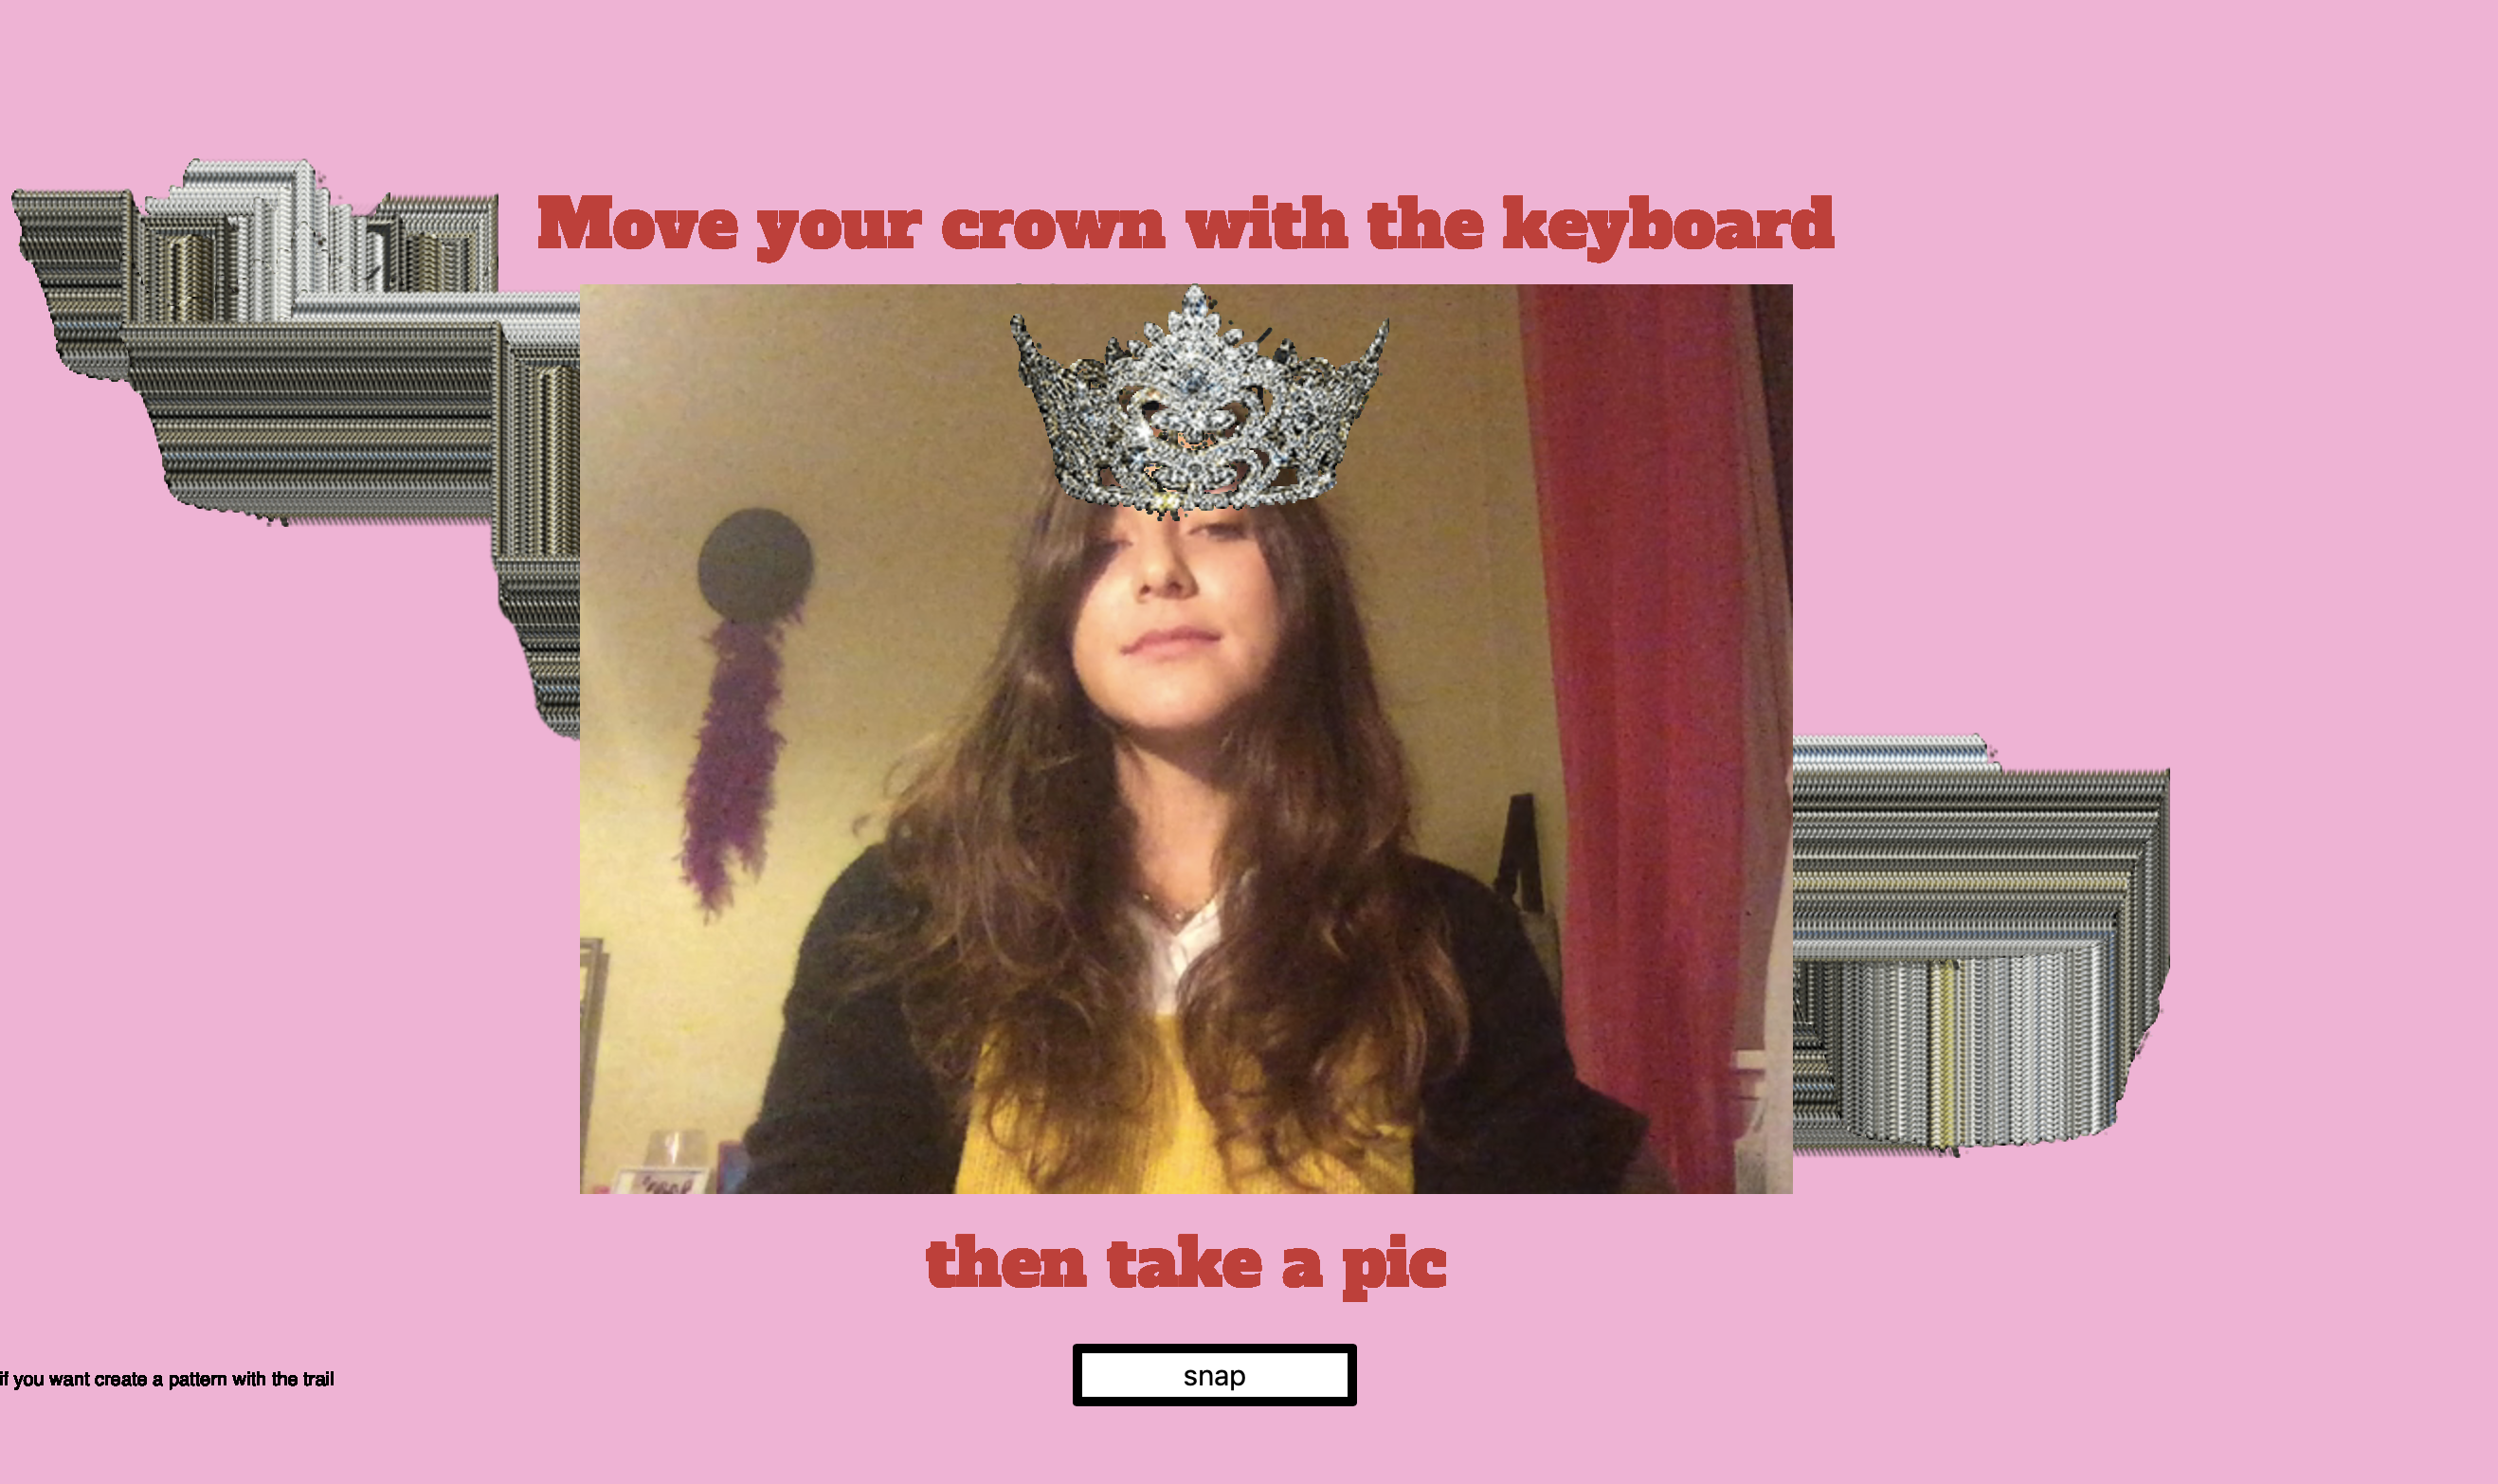 Move your crown with the keyboard
then take a pic
snap
if you want create a pattern with the trail